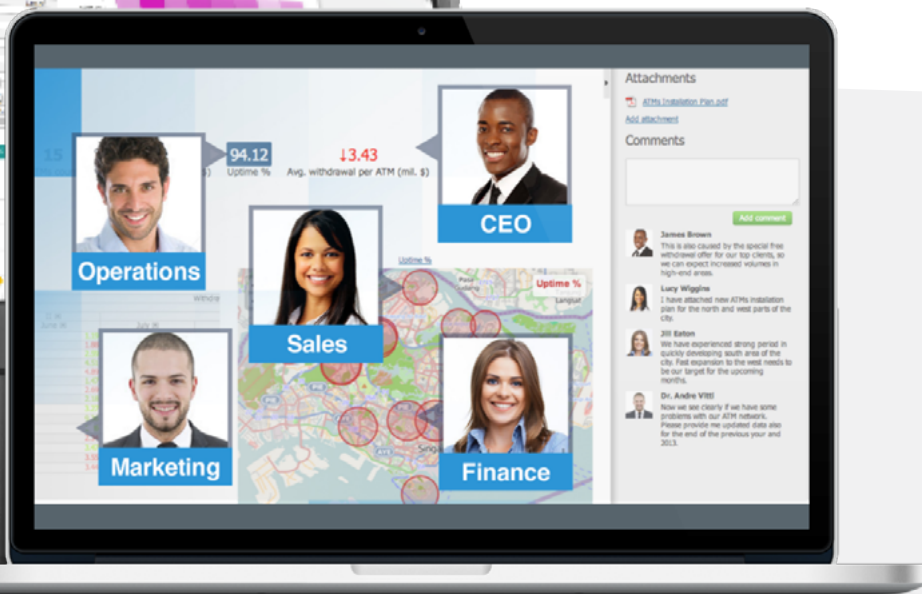 Attachments
ATMs Installation Plan.pdf
Add attachment
Comments
Add comment
James Brown
This is also caused by the special free
withdrawal offer for our top clients, so
we can expect increased volumes in
high-end areas.
Lucy Wiggins
I have attached new ATMs installation
plan for the north and west parts of the
city.
Jill Eaton
We have experienced strong period in
quickly developing south area of the
city. Fast expansion to the west needs to
be our target for the upcoming
months.
Dr. Andre Vitti
Now we see clearly if we have some
problems with our ATM network.
Please provide me updated data also
for the end of the previous year and
2013.
15
94.12
Uptime %
↓3.43
Avg. withdrawal per ATM (mil. $)
CEO
Operations
Sales
Uptime %
Uptime %
Langsat
July
Marketing
Finance